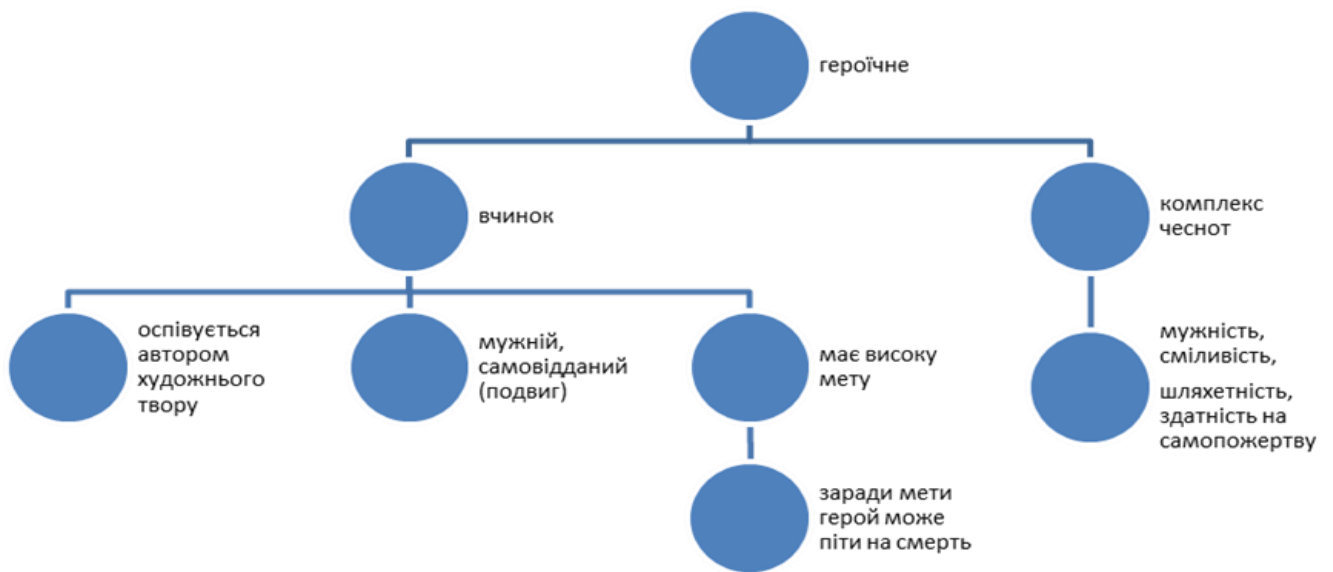 героїчне
вчинок
комплекс
чеснот
оспівується
автором
художнього
твору
мужній,
самовідданий
(подвиг)
має високу
мету
мужність,
сміливість,
шляхетність,
здатність на
самопожертву
заради мети
герой може
піти на смерть